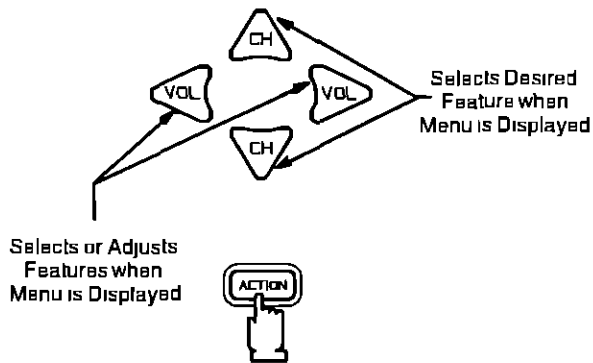 CH
VOL
VOL
CH
Selects Desired
Feature when
Menu is Displayed
Selects or Adjusts
Features when
Menu is Displayed
ACTION